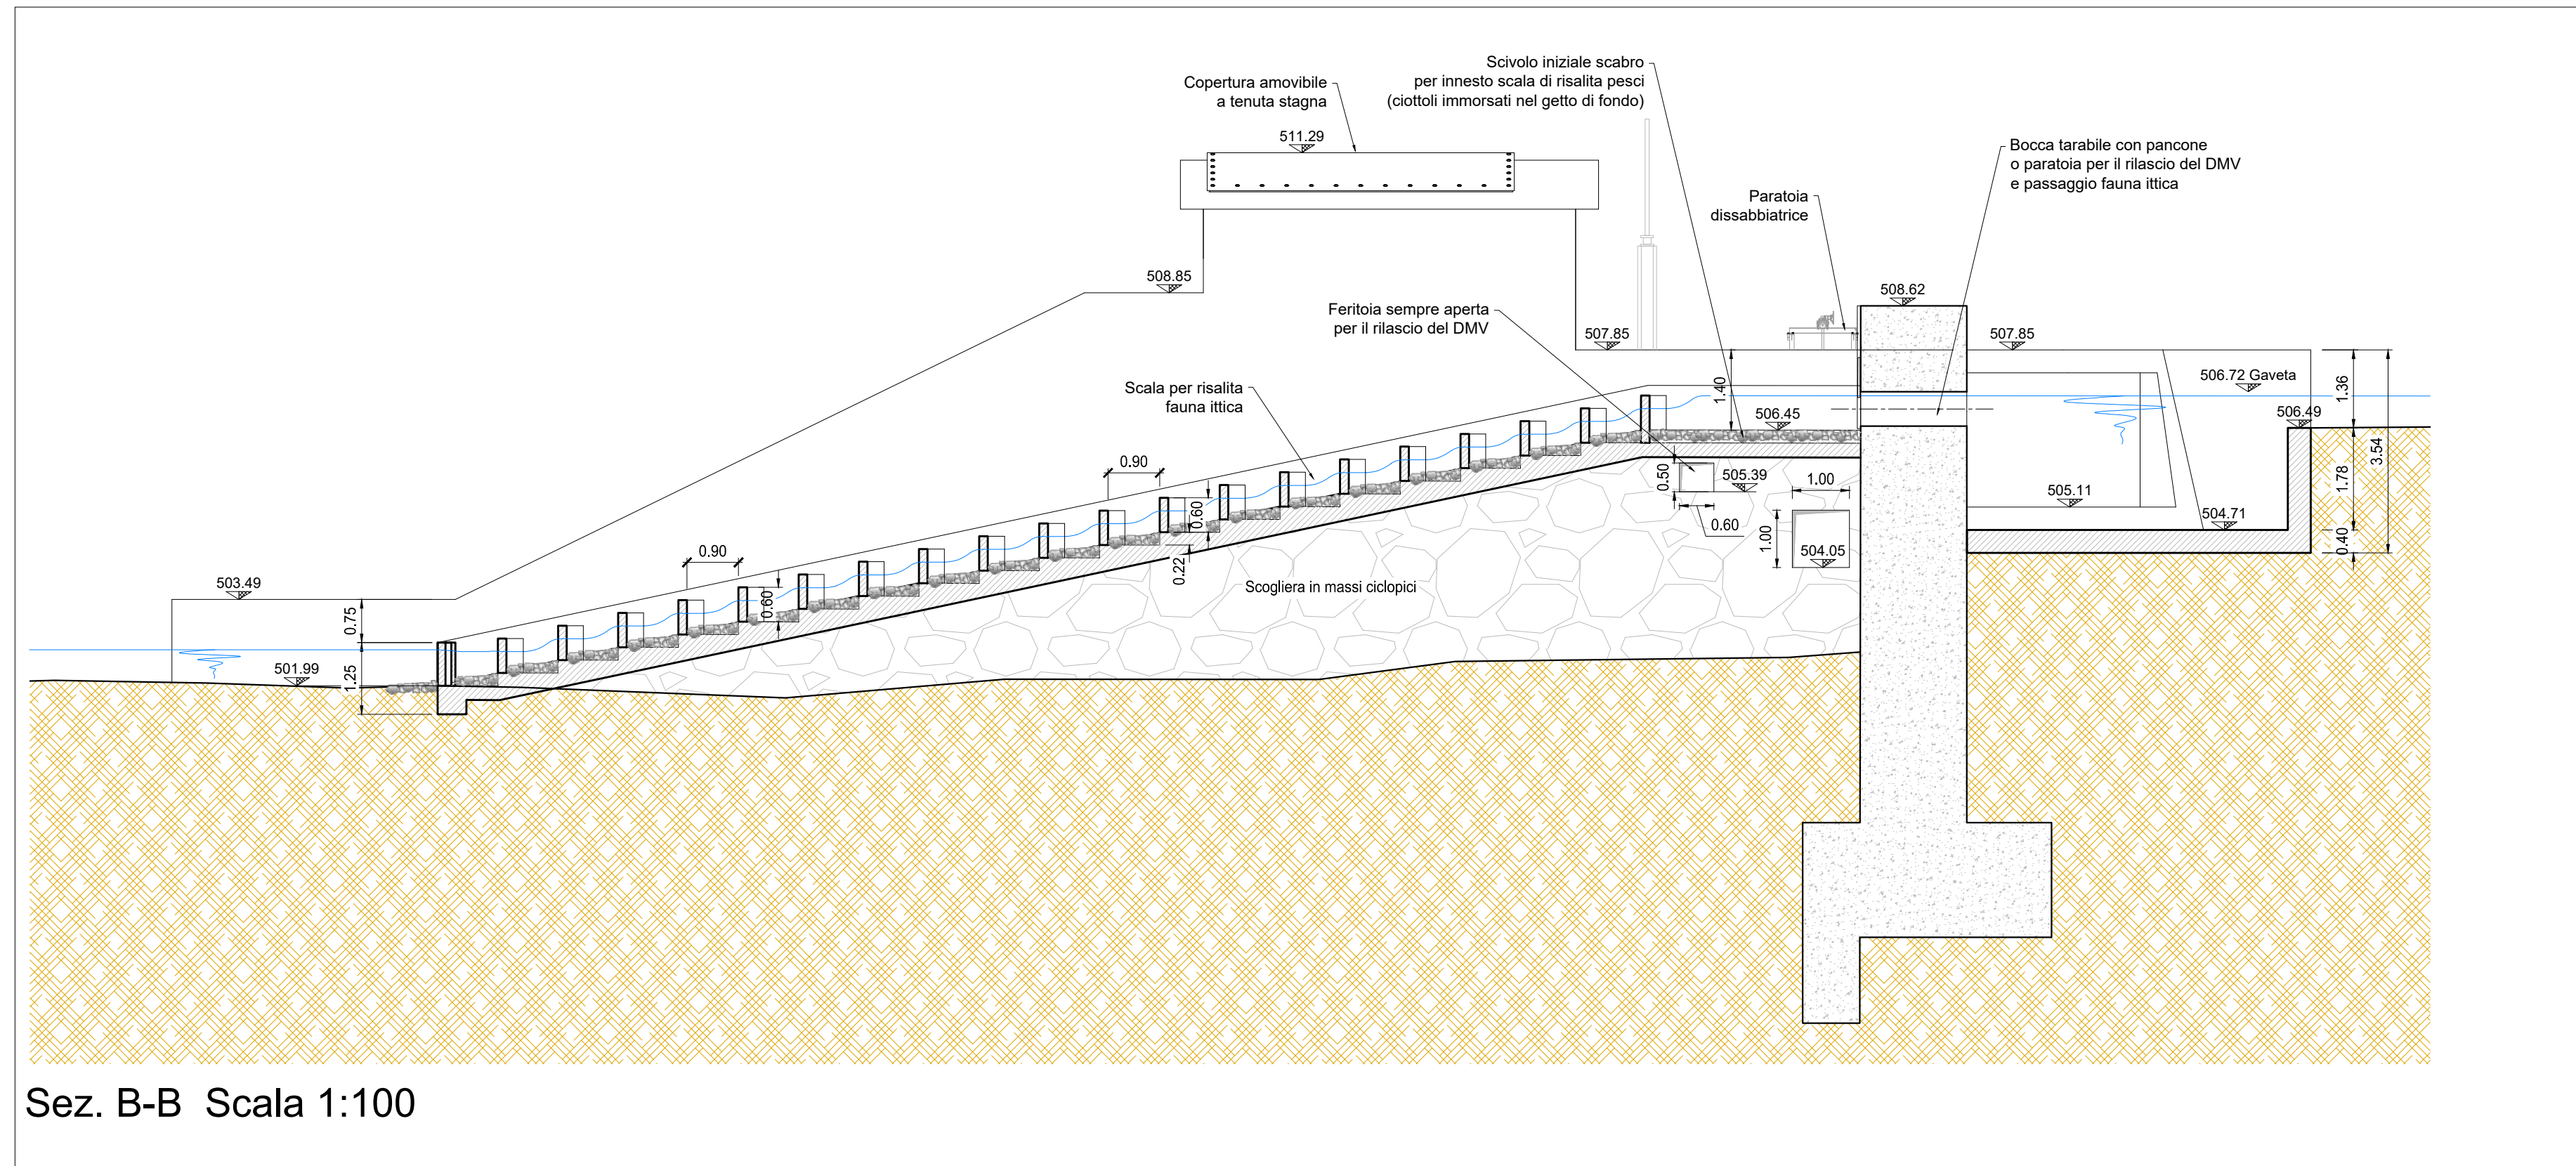 Scivolo iniziale scabro
per innesto scala di risalita pesci
(ciottoli immorsati nel getto di fondo)
Copertura amovibile
a tenuta stagna
511.29
Bocca tarabile con pancone
o paratoia per il rilascio del DMV
e passaggio fauna ittica
Paratoia
dissabbiatrice
508.85
508.62
Feritoia sempre aperta
per il rilascio del DMV
507.85
507.85
506.72 Gaveta
1.36
1.40
Scala per risalita
fauna ittica
506.45
506.49
3.54
0.90
0.50
505.39
1.00
1.78
505.11
0.60
0.60
504.71
1.00
0.40
0.90
504.05
0.22
Scogliera in massi ciclopici
503.49
0.60
0.75
501.99
1.25
Sez. B-B Scala 1:100